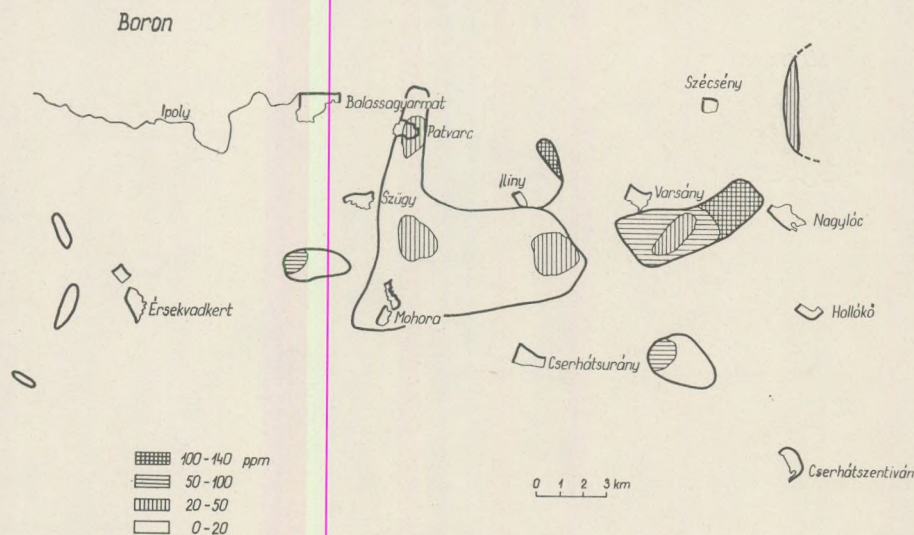 Boron
Szécsény
Ipoly
Balassagyarmat
Patvarc
Iliny
Varsány
Szügy
Nagylóc
Érsekvadkert
Mohora
Hollókő
Cserhátsurány
100-140 ppm
50-100
20-50
0-20
0 1 2 3 km
Cserhátszentiván